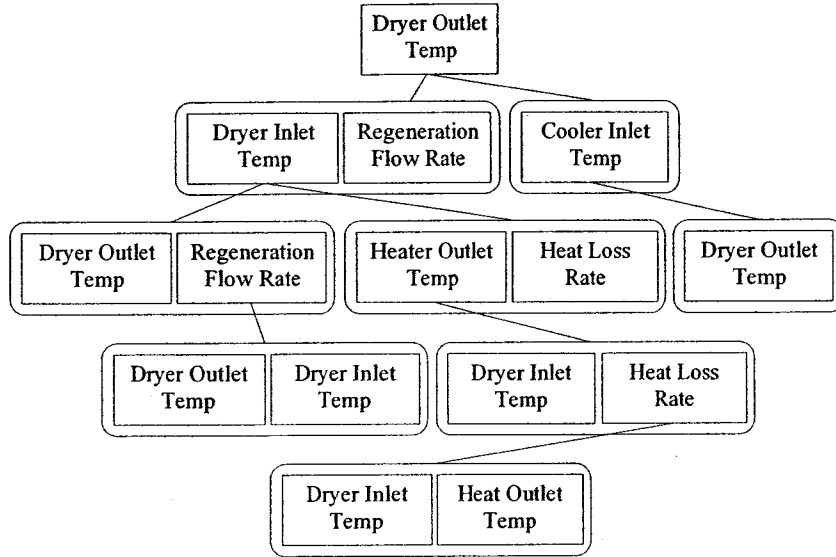 Dryer Outlet
Temp
Dryer Inlet
Temp
Regeneration
Flow Rate
Cooler Inlet
Temp
Dryer Outlet
Temp
Regeneration
Flow Rate
Heater Outlet
Temp
Heat Loss
Rate
Dryer Outlet
Temp
Dryer Outlet
Temp
Dryer Inlet
Temp
Dryer Inlet
Temp
Heat Loss
Rate
Dryer Inlet
Temp
Heat Outlet
Temp